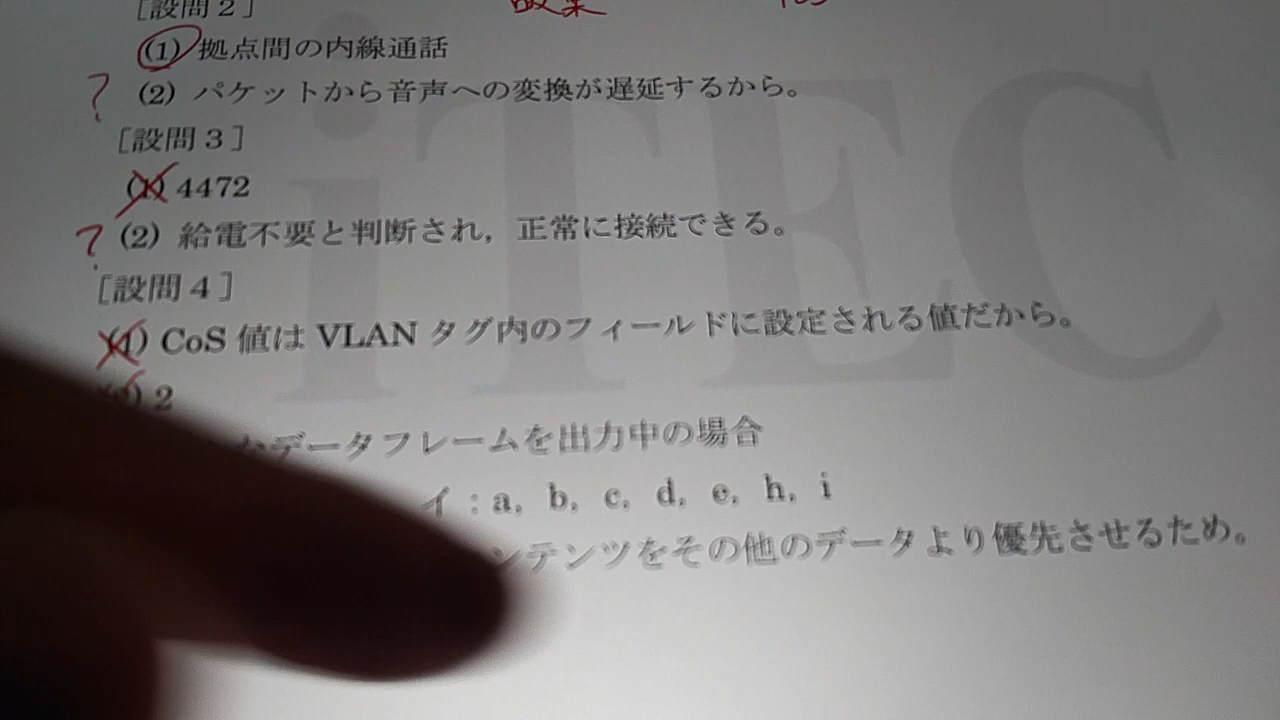 [設問2]
(1) 拠点間の内線通話
? (2) パケットから音声への変換が遅延するから。
[設問3]
(1) 4472
? (2) 給電不要と判断され，正常に接続できる。
[設問4]
(1) CoS 値は VLAN タグ内のフィールドに設定される値だから。
2
データフレームを出力中の場合
イ：a, b, c, d, e, h, i
ンテンツをその他のデータより優先させるため。
iTEC